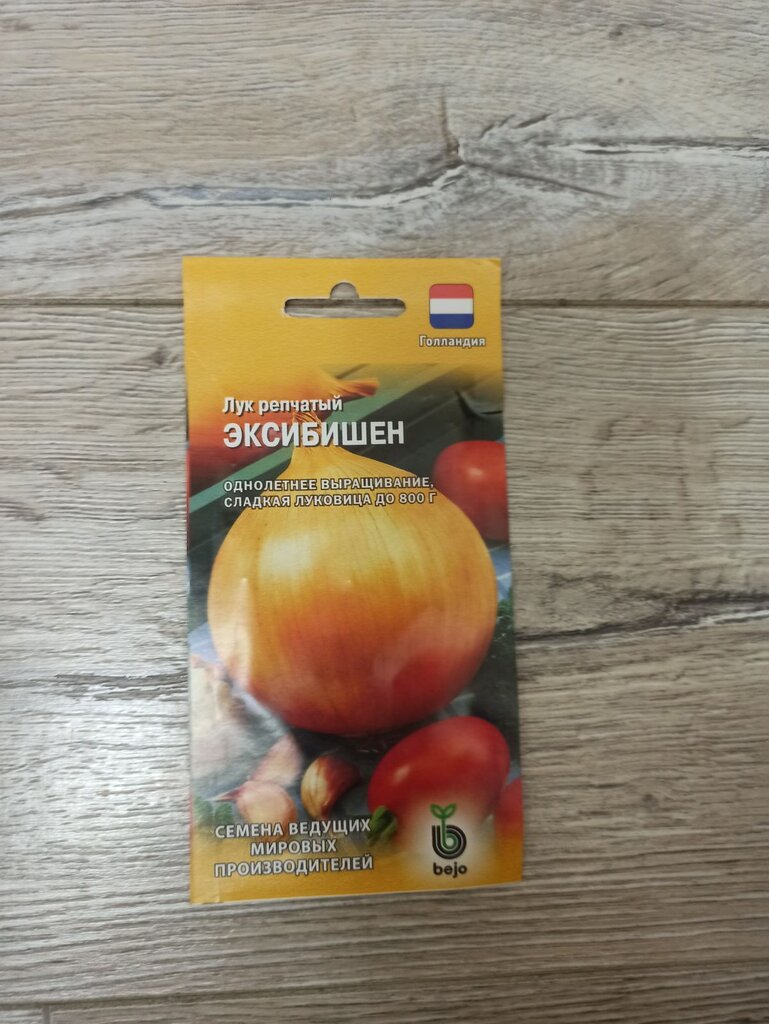 Голландия
Лук репчатый
ЭКСИБИШЕН
ОДНОЛЕТНЕЕ ВЫРАЩИВАНИЕ,
СЛАДКАЯ ЛУКОВИЦА ДО 800 Г
СЕМЕНА ВЕДУЩИХ
МИРОВЫХ
ПРОИЗВОДИТЕЛЕЙ
bejo